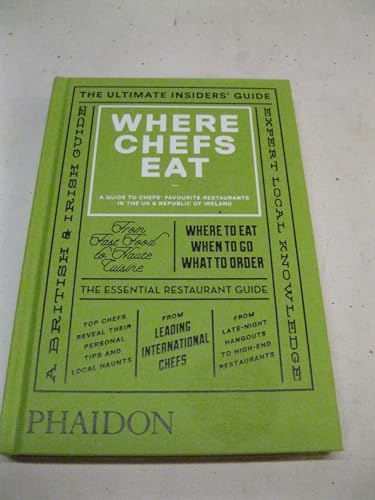 THE ULTIMATE INSIDERS' GUIDE
A BRITISH & IRISH GUIDE
EXPERT LOCAL KNOWLEDGE
WHERE
CHEFS
EAT
A GUIDE TO CHEFS' FAVOURITE RESTAURANTS
IN THE UK & REPUBLIC OF IRELAND
From
Fast Food
to Haute
Cuisine
WHERE TO EAT
WHEN TO GO
WHAT TO ORDER
THE ESSENTIAL RESTAURANT GUIDE
TOP CHEFS
REVEAL THEIR
PERSONAL
TIPS AND
LOCAL HAUNTS
FROM
LEADING
INTERNATIONAL
CHEFS
FROM
LATE-NIGHT
HANGOUTS
TO HIGH-END
RESTAURANTS
PHAIDON